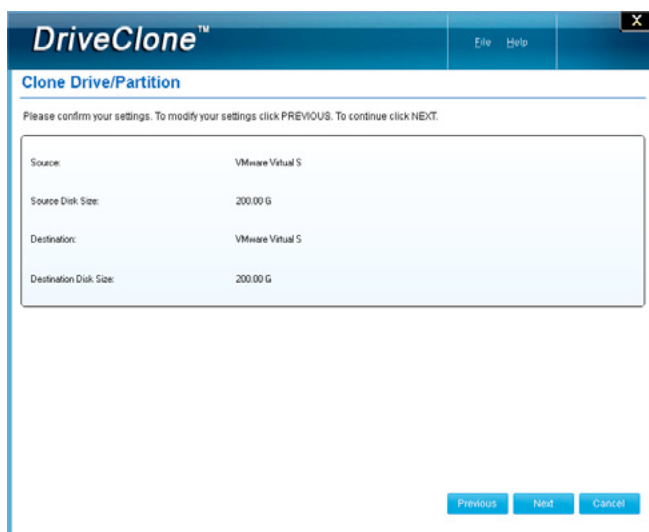 DriveClone™
File Help
X
Clone Drive/Partition
Please confirm your settings. To modify your settings click PREVIOUS. To continue click NEXT.
Source: VMware Virtual S
Source Disk Size: 200.00 G
Destination: VMware Virtual S
Destination Disk Size: 200.00 G
Previous Next Cancel